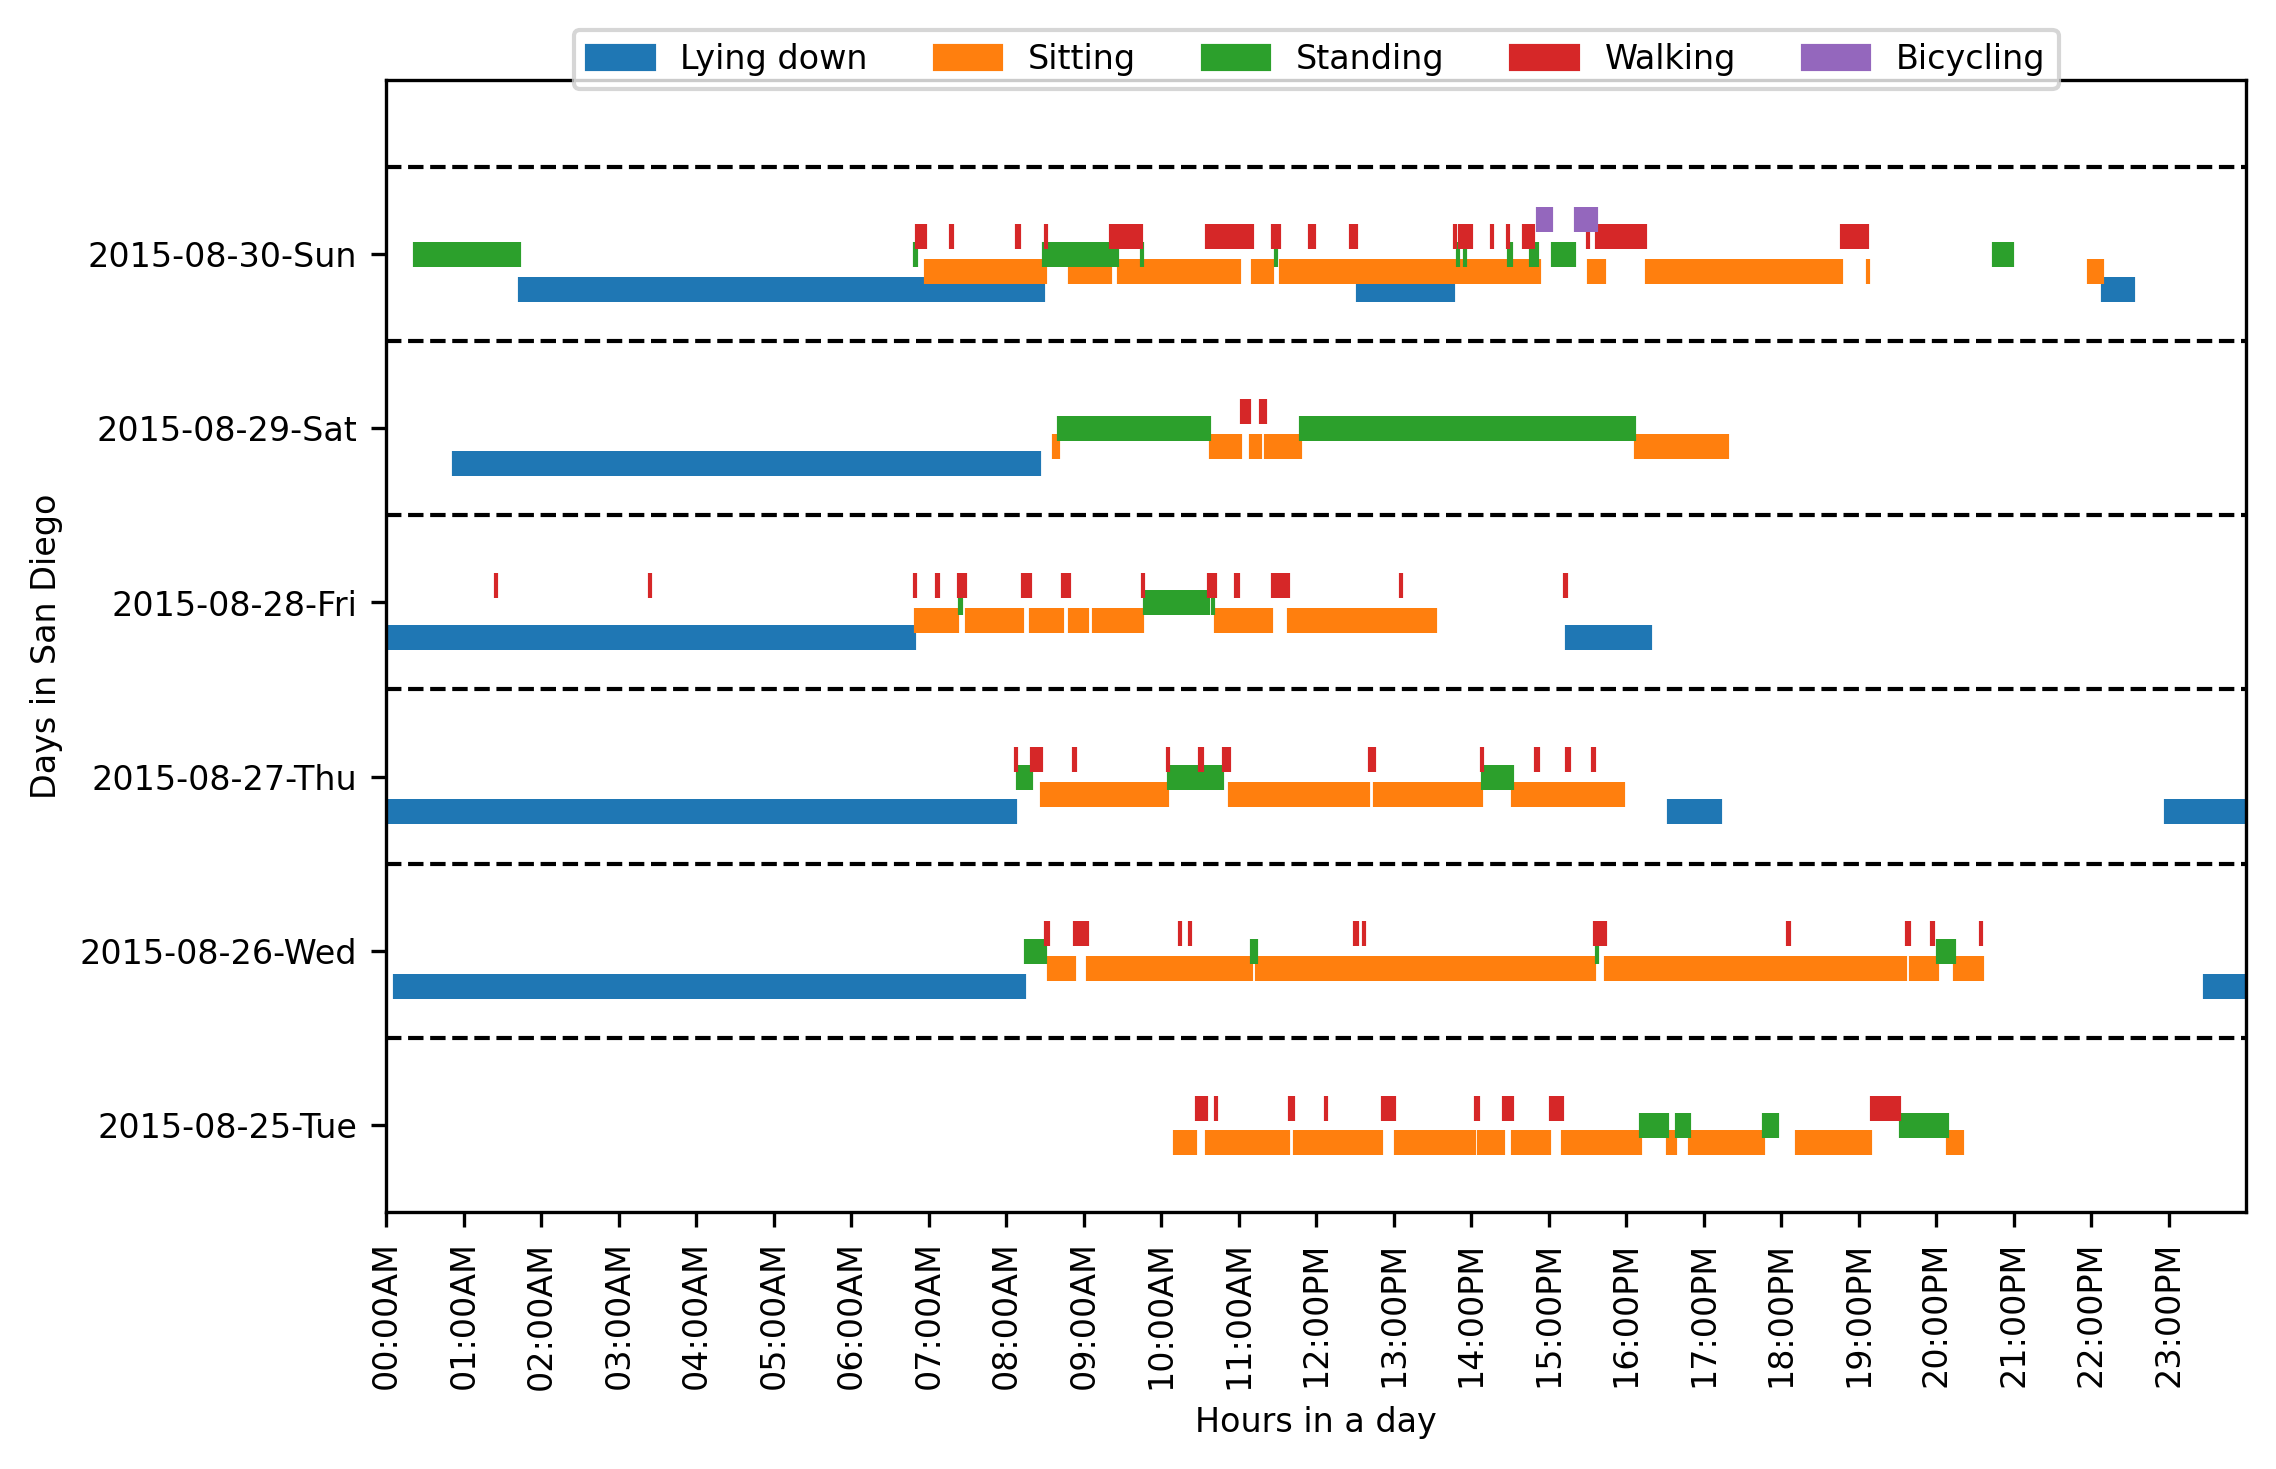 Lying down Sitting Standing Walking Bicycling
2015-08-30-Sun
2015-08-29-Sat
2015-08-28-Fri
2015-08-27-Thu
2015-08-26-Wed
2015-08-25-Tue
Days in San Diego
00:00AM
01:00AM
02:00AM
03:00AM
04:00AM
05:00AM
06:00AM
07:00AM
08:00AM
09:00AM
10:00AM
11:00AM
12:00PM
13:00PM
14:00PM
15:00PM
16:00PM
17:00PM
18:00PM
19:00PM
20:00PM
21:00PM
22:00PM
23:00PM
Hours in a day